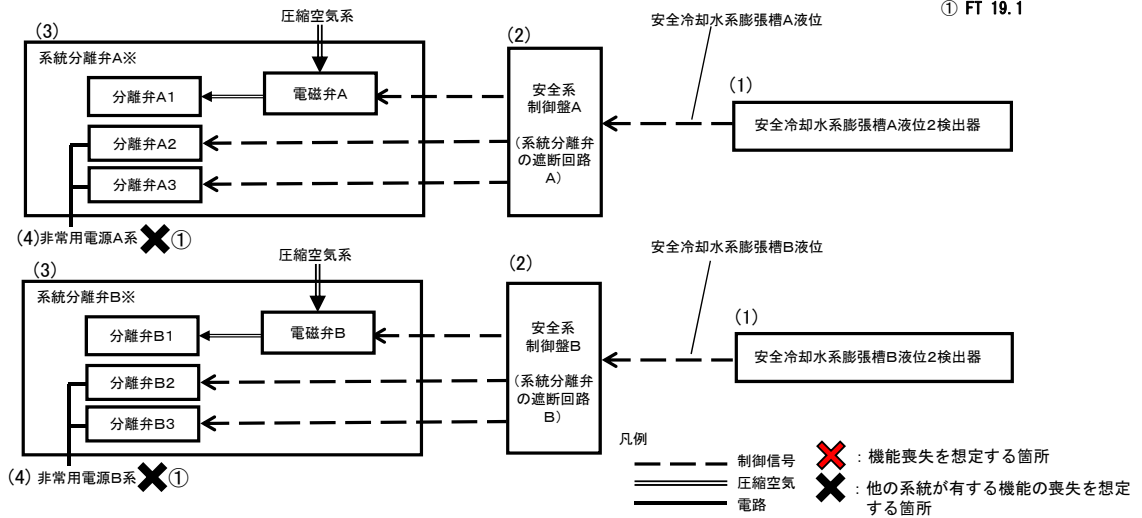 ① FT 19.1
圧縮空気系
安全冷却水系膨張槽A液位
(3)
(2)
系統分離弁A※
(1)
分離弁A1
電磁弁A
安全系
制御盤A
(系統分離弁
の遮断回路
A)
安全冷却水系膨張槽A液位2検出器
分離弁A2
分離弁A3
(4)非常用電源A系 ①
圧縮空気系
安全冷却水系膨張槽B液位
(3)
(2)
系統分離弁B※
(1)
分離弁B1
電磁弁B
安全系
制御盤B
(系統分離弁
の遮断回路
B)
安全冷却水系膨張槽B液位2検出器
分離弁B2
分離弁B3
(4) 非常用電源B系 ①
凡例
制御信号
圧縮空気
電路
:機能喪失を想定する箇所
:他の系統が有する機能の喪失を想定
する箇所